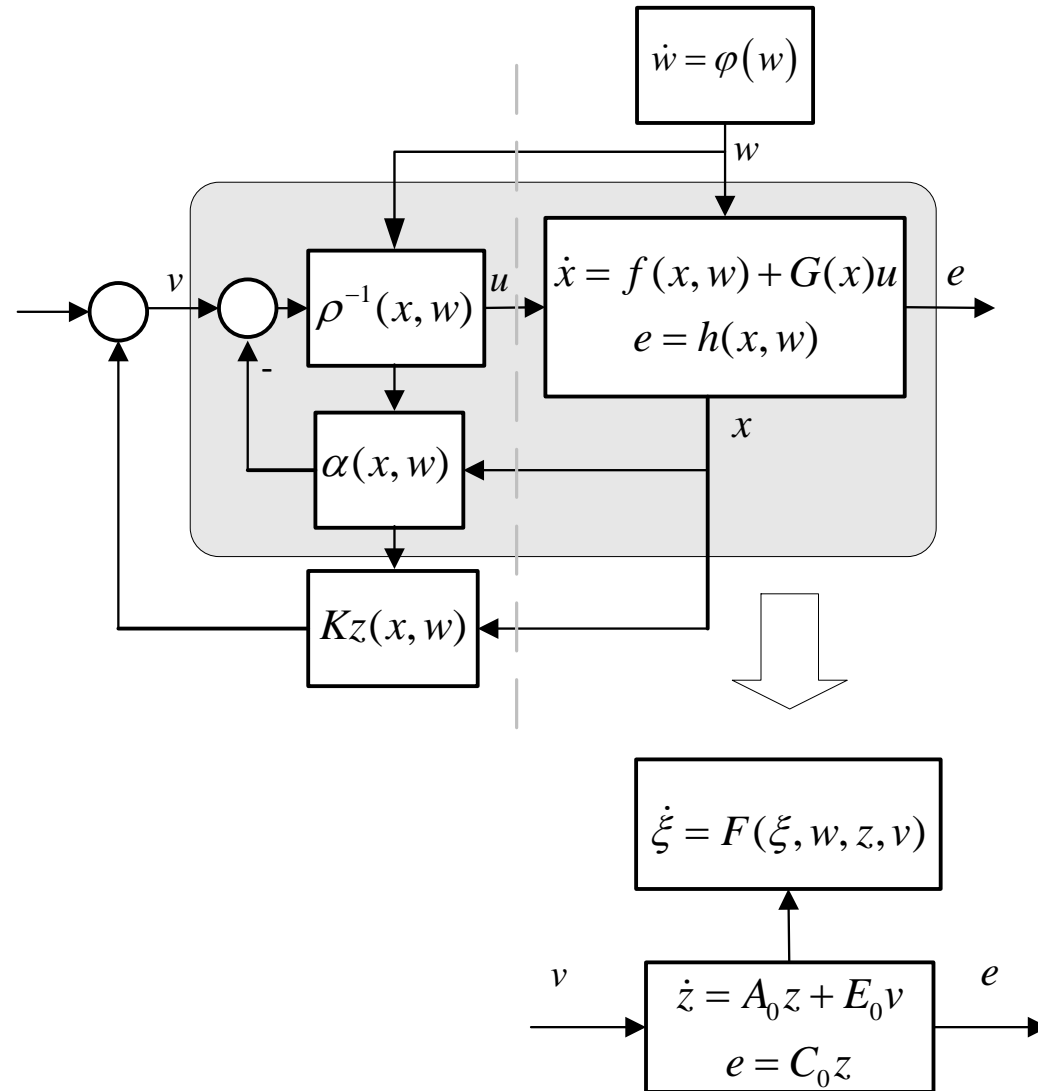 ẇ = φ(w)
w
v
ρ⁻¹(x, w)
u
ẋ = f(x, w) + G(x)u
e = h(x, w)
e
-
x
α(x, w)
Kz(x, w)
ξ̇ = F(ξ, w, z, v)
v
ż = A₀z + E₀v
e = C₀z
e